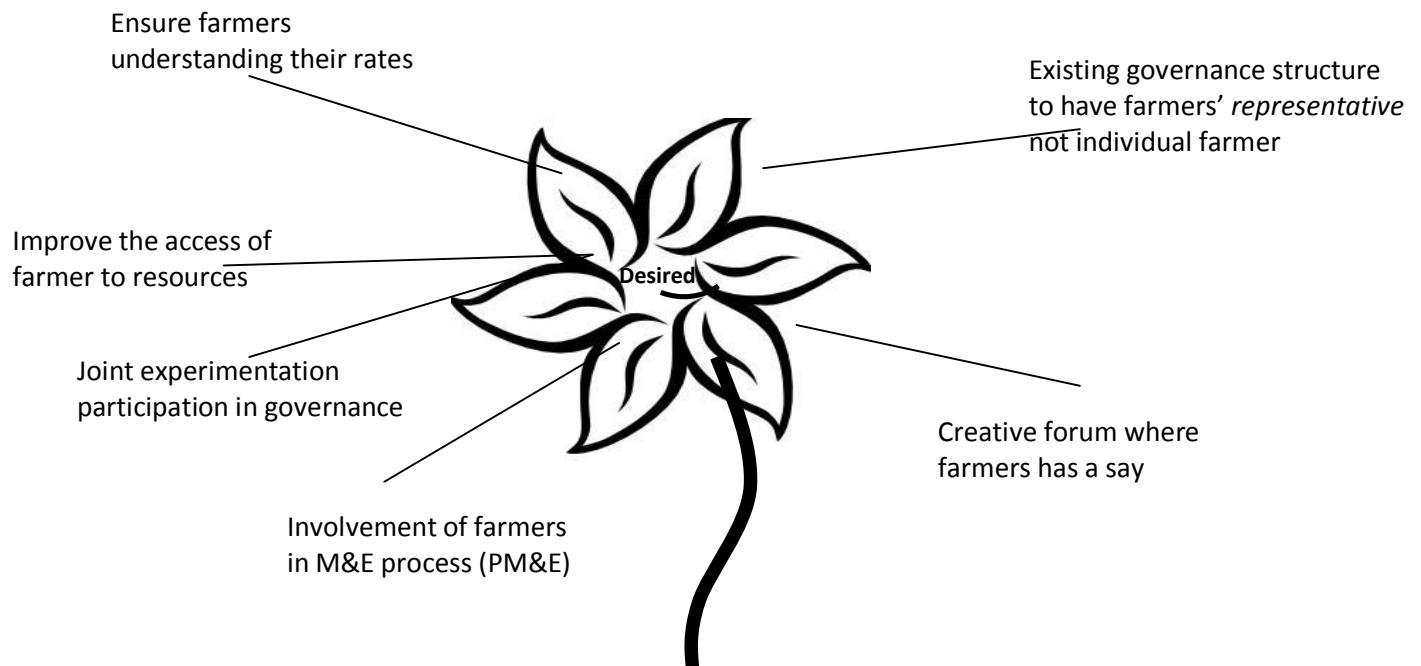 Ensure farmers
understanding their rates
Existing governance structure
to have farmers’ representative
not individual farmer
Improve the access of
farmer to resources
Desired
Joint experimentation
participation in governance
Creative forum where
farmers has a say
Involvement of farmers
in M&E process (PM&E)